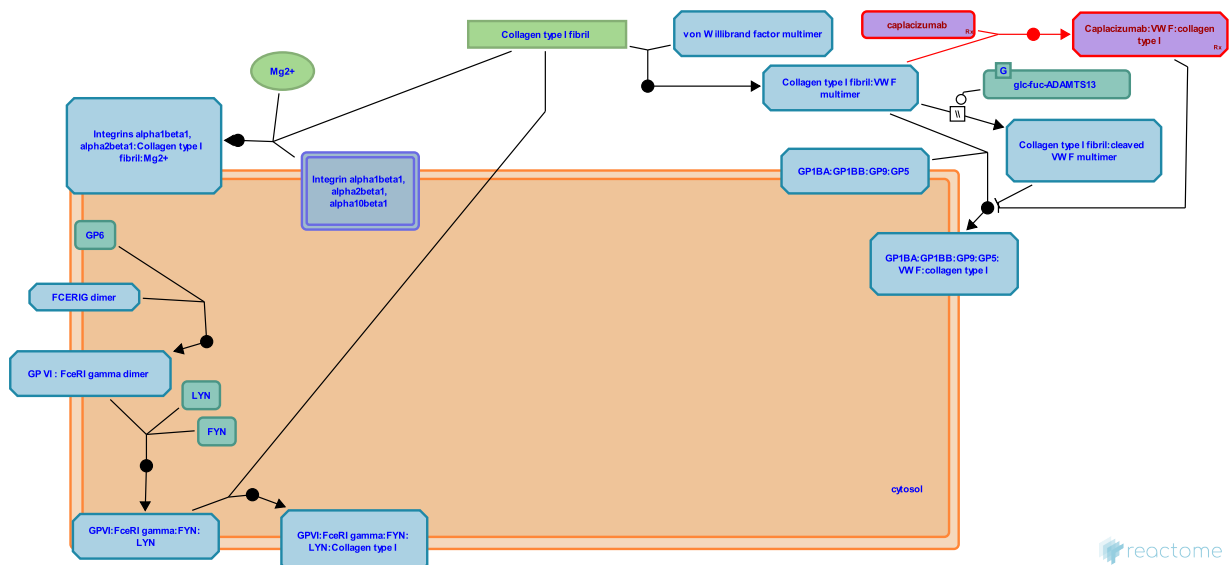 caplacizumab
Rx
Caplacizumab:VWF:collagen
type I
Rx
Collagen type I fibril
von Willibrand factor multimer
Mg2+
Collagen type I fibril:VWF
multimer
G
glc-fuc-ADAMTS13
\\
Integrins alpha1beta1,
alpha2beta1:Collagen type I
fibril:Mg2+
Collagen type I fibril:cleaved
VWF multimer
Integrin alpha1beta1,
alpha2beta1,
alpha10beta1
GP1BA:GP1BB:GP9:GP5
GP6
GP1BA:GP1BB:GP9:GP5:
VWF:collagen type I
FCERIG dimer
GP VI : FceRI gamma dimer
LYN
FYN
cytosol
GPVI:FceRI gamma:FYN:
LYN
GPVI:FceRI gamma:FYN:
LYN:Collagen type I
reactome